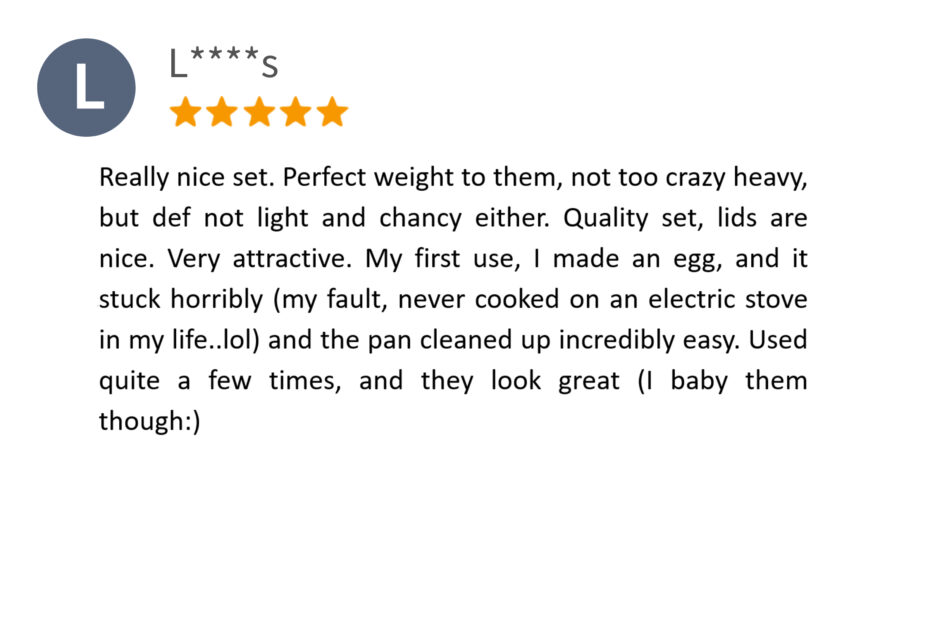 L
L****s
Really nice set. Perfect weight to them, not too crazy heavy,
but def not light and chancy either. Quality set, lids are
nice. Very attractive. My first use, I made an egg, and it
stuck horribly (my fault, never cooked on an electric stove
in my life..lol) and the pan cleaned up incredibly easy. Used
quite a few times, and they look great (I baby them
though:)